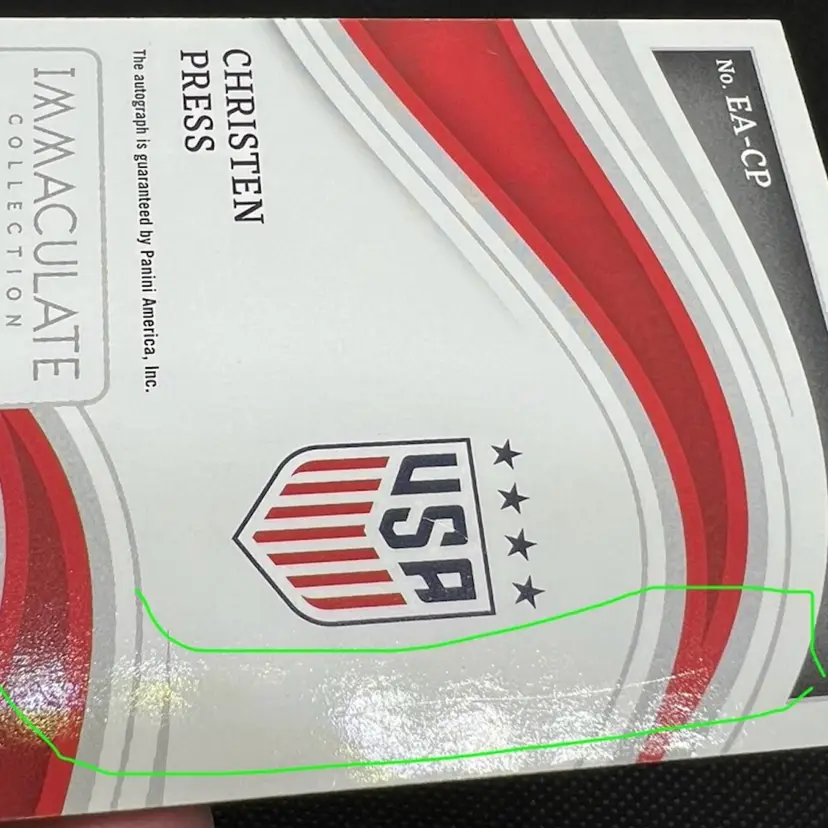 No. EA-CP
CHRISTEN
PRESS
The autograph is guaranteed by Panini America, Inc.
IMMACULATE
COLLECTION
USA